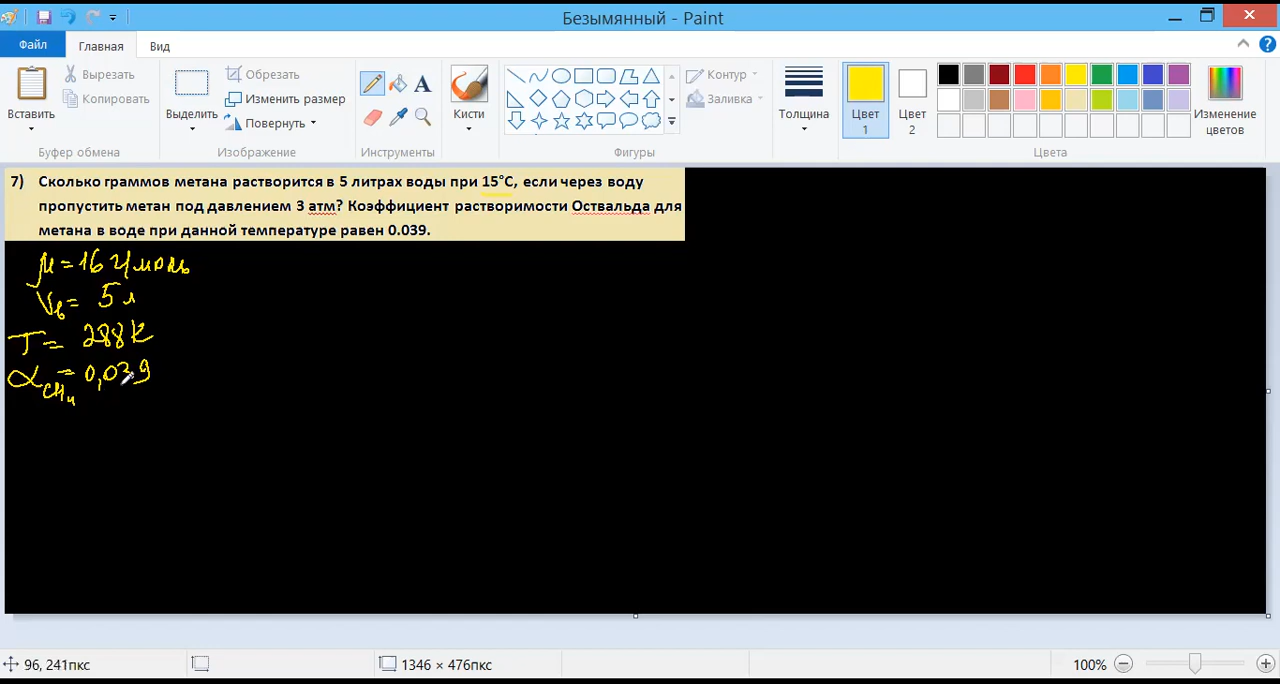 Безымянный - Paint
Файл
Главная
Вид
Вставить
Вырезать
Копировать
Буфер обмена
Выделить
Обрезать
Изменить размер
Повернуть
Изображение
Инструменты
Кисти
Фигуры
Контур
Заливка
Толщина
Цвет
1
Цвет
2
Изменение
цветов
Цвета
7) Сколько граммов метана растворится в 5 литрах воды при 15°С, если через воду
пропустить метан под давлением 3 атм? Коэффициент растворимости Оствальда для
метана в воде при данной температуре равен 0.039.
μ = 16 г/моль
Vв = 5 л
T = 288 K
αCH4 = 0,039
96, 241пкс
1346 × 476пкс
100%